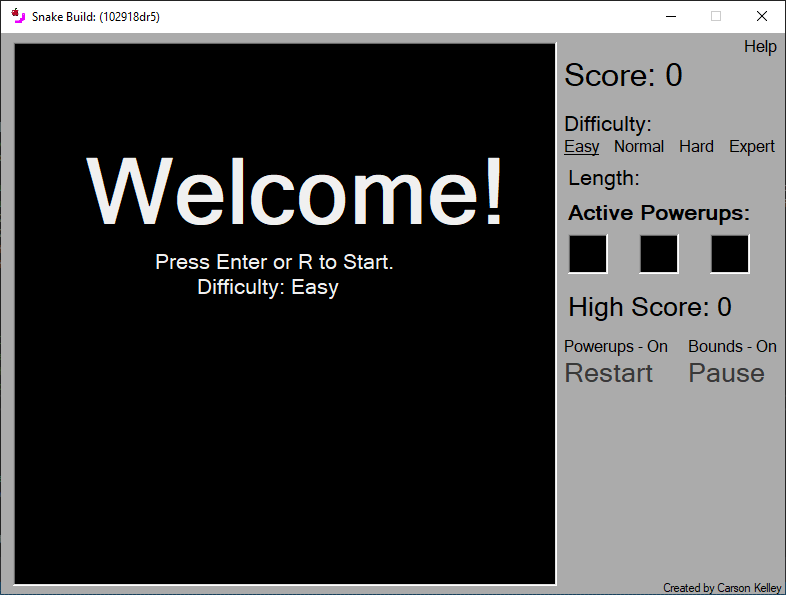 Snake Build: (102918dr5)
Help
Score: 0
Difficulty:
Easy Normal Hard Expert
Length:
Active Powerups:
High Score: 0
Powerups - On Bounds - On
Restart Pause
Welcome!
Press Enter or R to Start.
Difficulty: Easy
Created by Carson Kelley